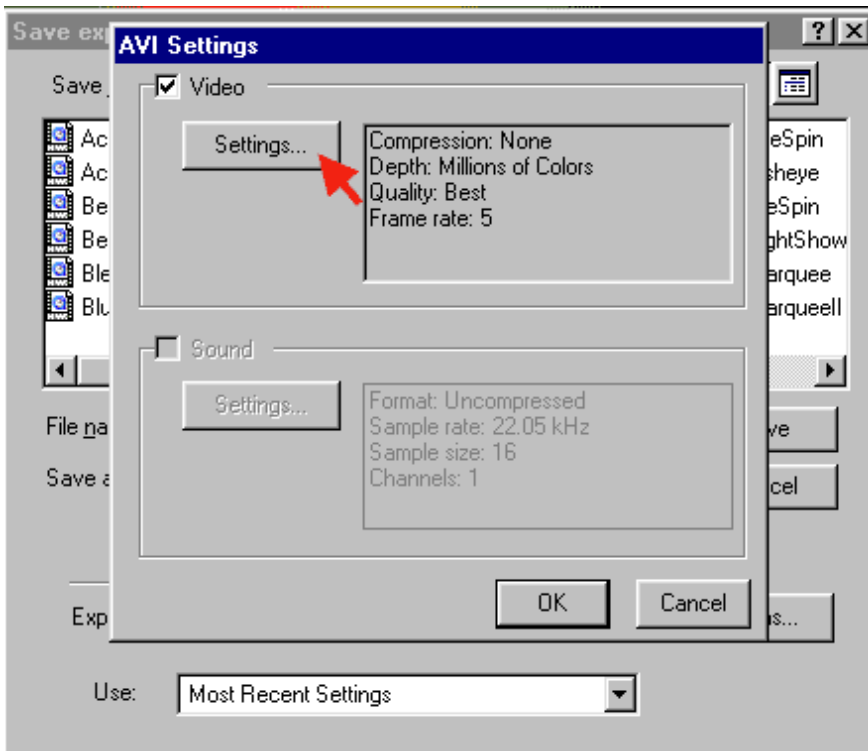 Save ex
AVI Settings
Save
Video
Settings...
Compression: None
Depth: Millions of Colors
Quality: Best
Frame rate: 5
Ac
Ac
Be
Be
Ble
Blu
eSpin
sheye
eSpin
ghtShow
arquee
arqueeII
Sound
Settings...
Format: Uncompressed
Sample rate: 22.05 kHz
Sample size: 16
Channels: 1
File na
ve
Save a
cel
OK
Cancel
Exp
s...
Use:
Most Recent Settings